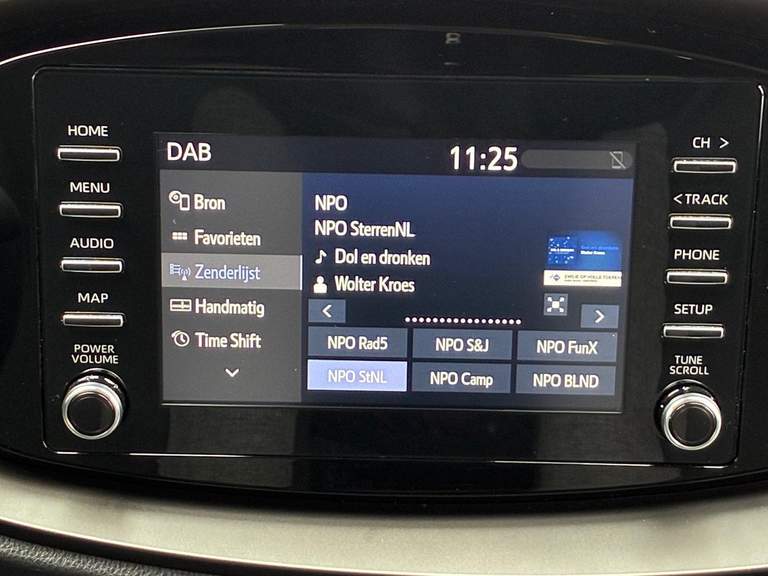 HOME
MENU
AUDIO
MAP
POWER
VOLUME
DAB
11:25
Bron
Favorieten
Zenderlijst
Handmatig
Time Shift
NPO
NPO SterrenNL
Dol en dronken
Wolter Kroes
Wolter Kroes
<
>
NPO Rad5
NPO S&J
NPO FunX
NPO StNL
NPO Camp
NPO BLND
CH >
< TRACK
PHONE
SETUP
TUNE
SCROLL